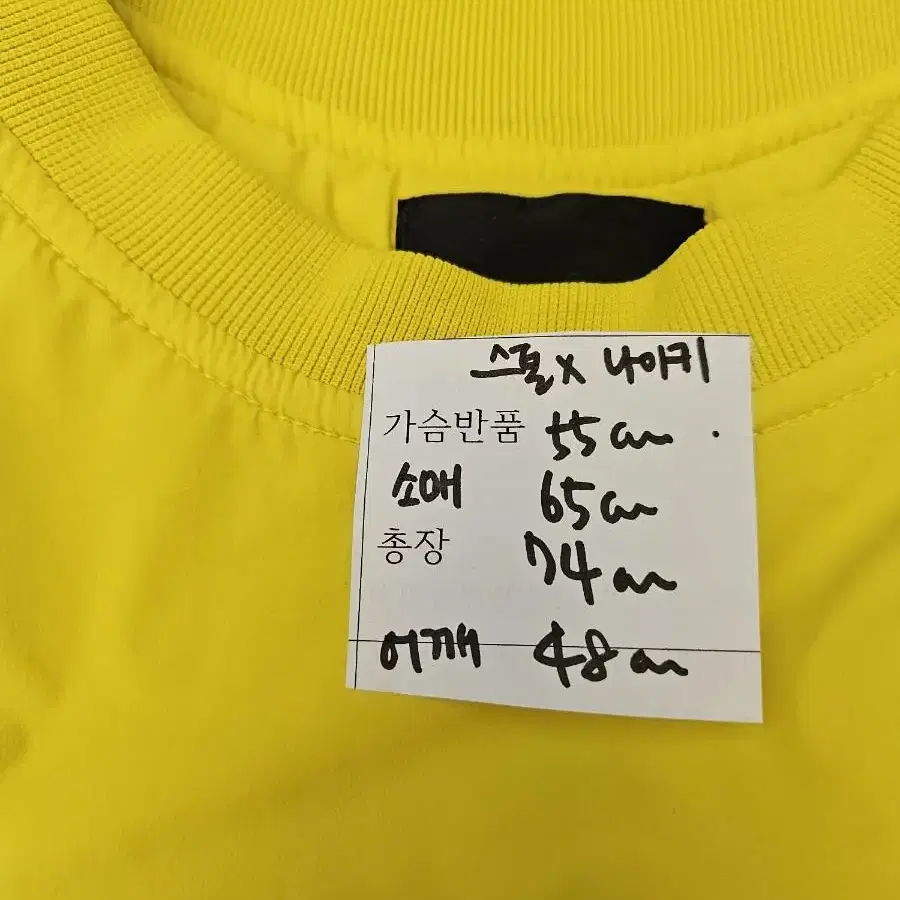 스톰x 나이키
가슴반품 55cm .
소매 65cm
총장 74cm
어깨 48cm